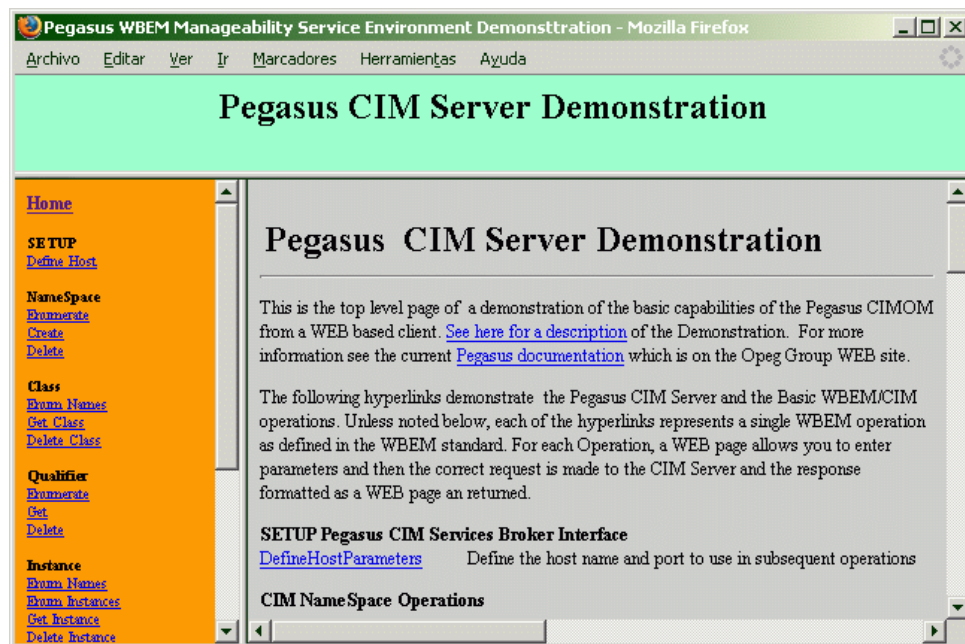 Pegasus WBEM Manageability Service Environment Demonsttration - Mozilla Firefox
Archivo Editar Ver Ir Marcadores Herramientas Ayuda
Pegasus CIM Server Demonstration
Home
SETUP
Define Host
NameSpace
Enumerate
Create
Delete
Class
Enum Names
Get Class
Delete Class
Qualifier
Enumerate
Get
Delete
Instance
Enum Names
Enum Instances
Get Instance
Delete Instance
Pegasus CIM Server Demonstration
This is the top level page of a demonstration of the basic capabilities of the Pegasus CIMOM
from a WEB based client. See here for a description of the Demonstration. For more
information see the current Pegasus documentation which is on the Opeg Group WEB site.
The following hyperlinks demonstrate the Pegasus CIM Server and the Basic WBEM/CIM
operations. Unless noted below, each of the hyperlinks represents a single WBEM operation
as defined in the WBEM standard. For each Operation, a WEB page allows you to enter
parameters and then the correct request is made to the CIM Server and the response
formatted as a WEB page an returned.
SETUP Pegasus CIM Services Broker Interface
DefineHostParameters Define the host name and port to use in subsequent operations
CIM NameSpace Operations